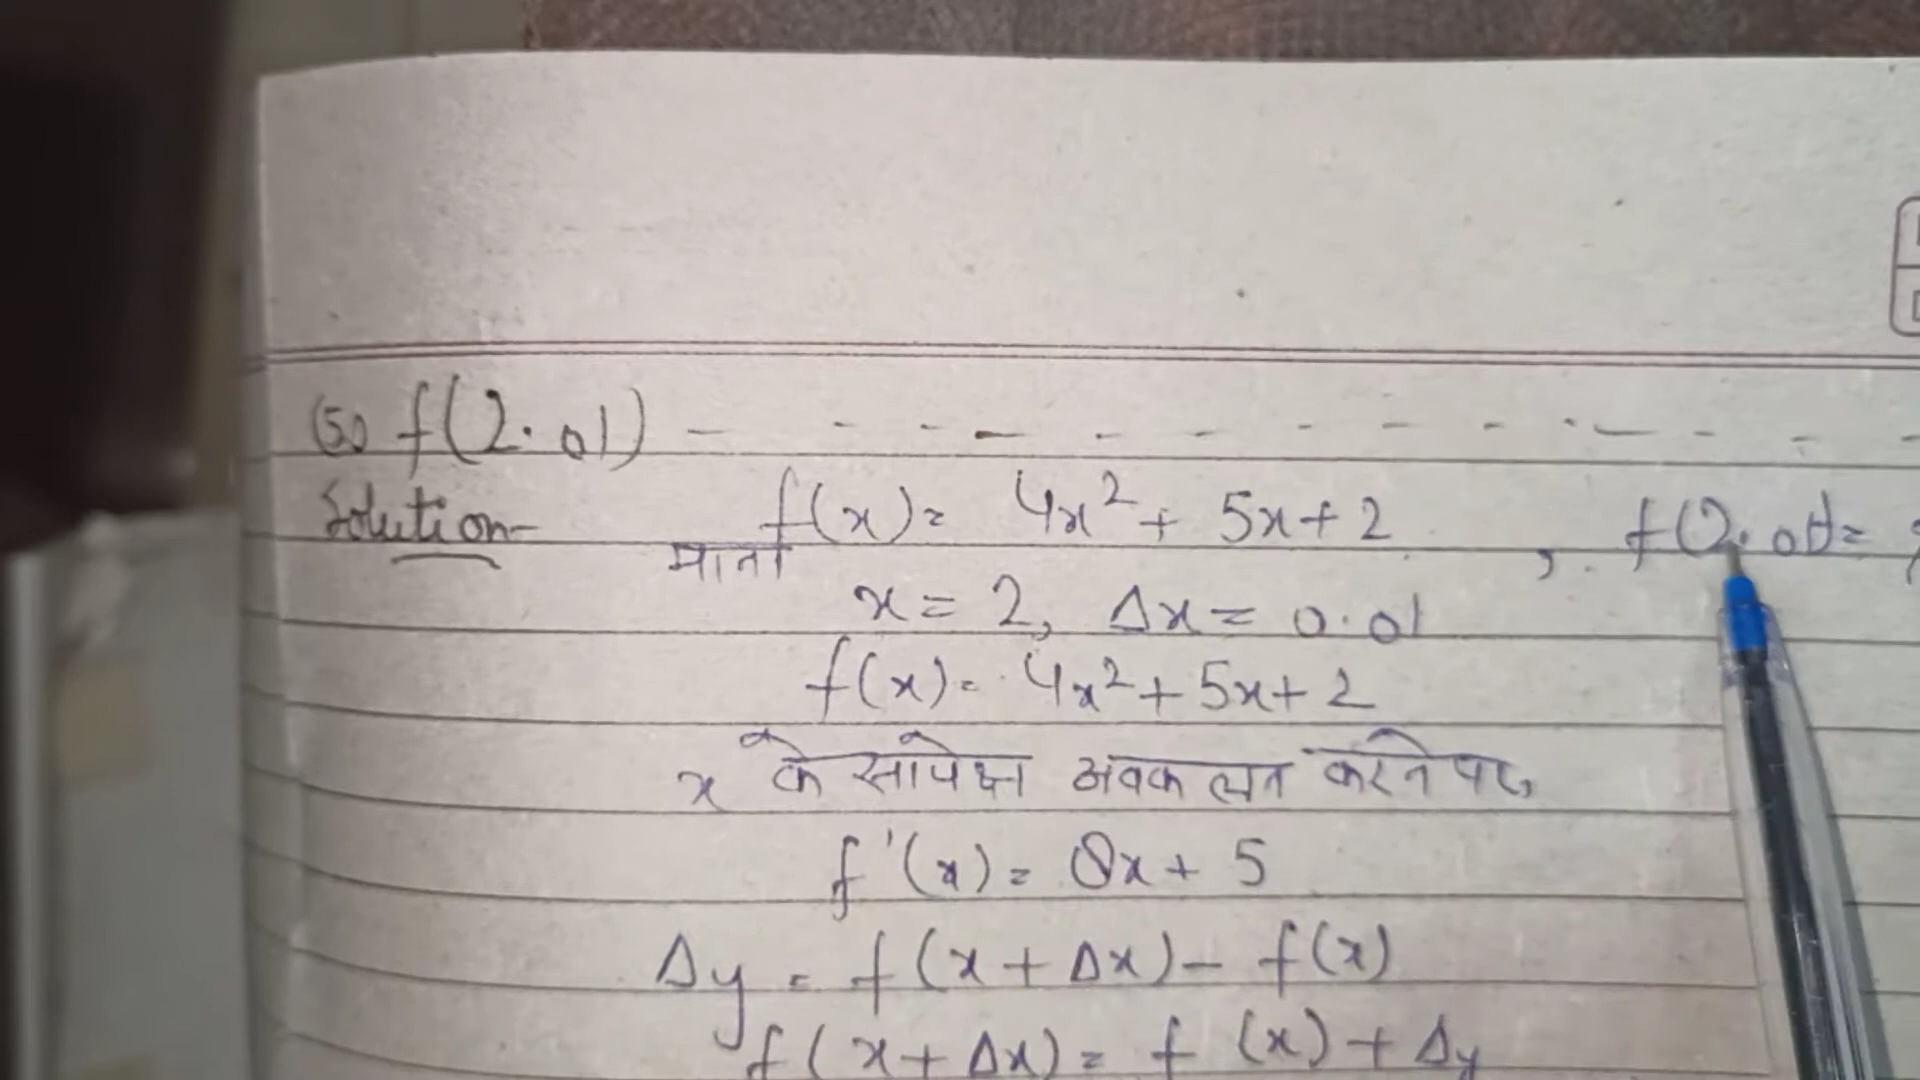 (50) f(2.01) - - - - - - - - - - - - -
Solution- माना f(x) = 4x² + 5x + 2 , f(2.01) = ?
x = 2, Δx = 0.01
f(x) = 4x² + 5x + 2
x के सापेक्ष अवकलन करने पर,
f'(x) = 8x + 5
Δy = f(x + Δx) - f(x)
f(x + Δx) = f(x) + Δy